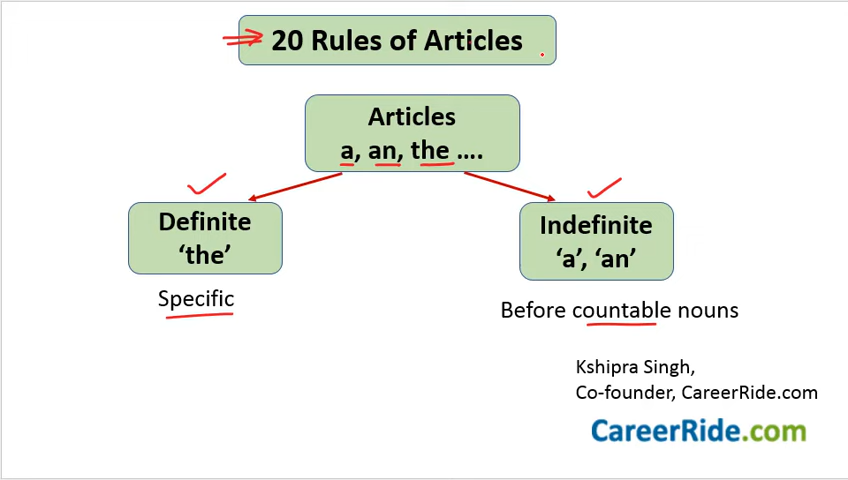 20 Rules of Articles
Articles
a, an, the ....
Definite
‘the’
Indefinite
‘a’, ‘an’
Specific
Before countable nouns
Kshipra Singh,
Co-founder, CareerRide.com
CareerRide.com